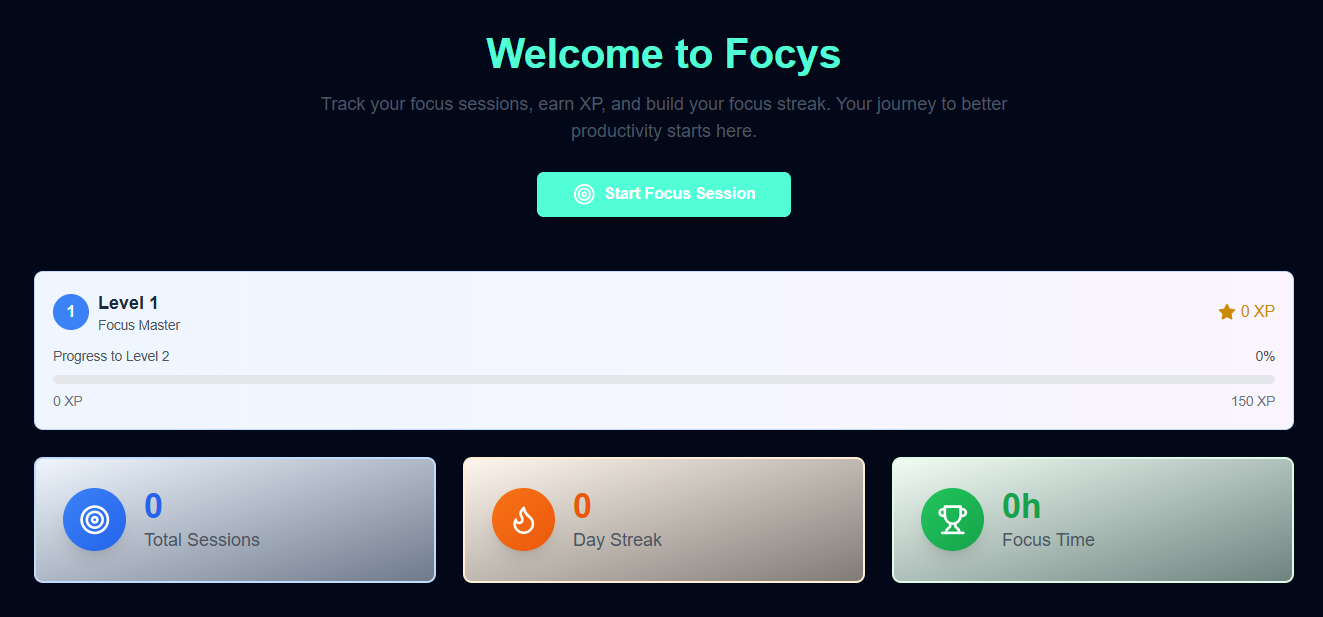 Welcome to Focys
Track your focus sessions, earn XP, and build your focus streak. Your journey to better
productivity starts here.
Start Focus Session
1
Level 1
Focus Master
0 XP
Progress to Level 2
0%
0 XP
150 XP
0
Total Sessions
0
Day Streak
0h
Focus Time